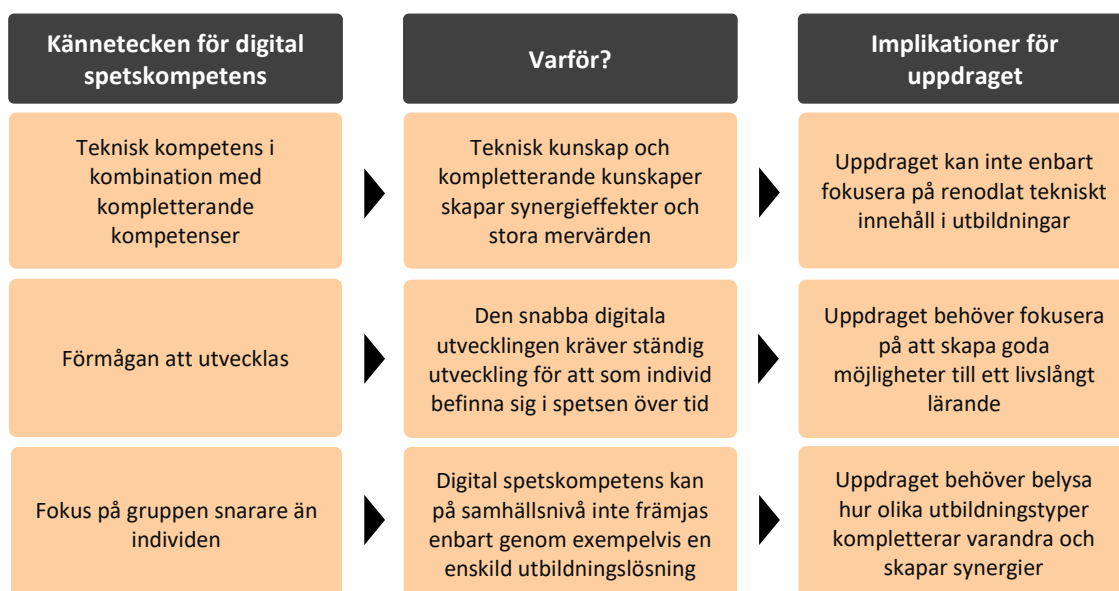 Kännetecken för digital
spetskompetens
Varför?
Implikationer för
uppdraget
Teknisk kompetens i
kombination med
kompletterande
kompetenser
Teknisk kunskap och
kompletterande kunskaper
skapar synergieffekter och
stora mervärden
Uppdraget kan inte enbart
fokusera på renodlat tekniskt
innehåll i utbildningar
Förmågan att utvecklas
Den snabba digitala
utvecklingen kräver ständig
utveckling för att som individ
befinna sig i spetsen över tid
Uppdraget behöver fokusera
på att skapa goda
möjligheter till ett livslångt
lärande
Fokus på gruppen snarare än
individen
Digital spetskompetens kan
på samhällsnivå inte främjas
enbart genom exempelvis en
enskild utbildningslösning
Uppdraget behöver belysa
hur olika utbildningstyper
kompletterar varandra och
skapar synergier